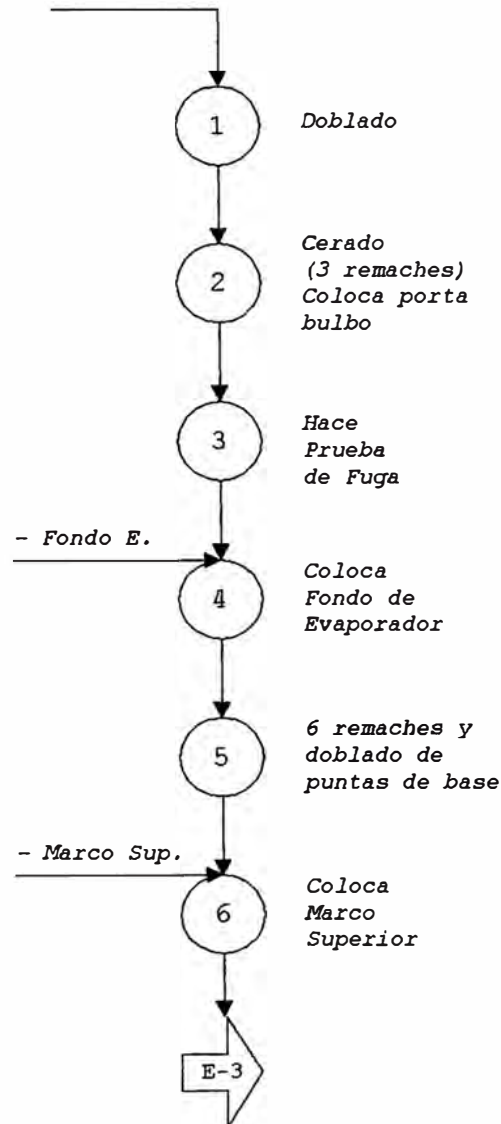 1
Doblado
2
Cerado
(3 remaches)
Coloca porta
bulbo
3
Hace
Prueba
de Fuga
- Fondo E.
4
Coloca
Fondo de
Evaporador
5
6 remaches y
doblado de
puntas de base
- Marco Sup.
6
Coloca
Marco
Superior
E-3